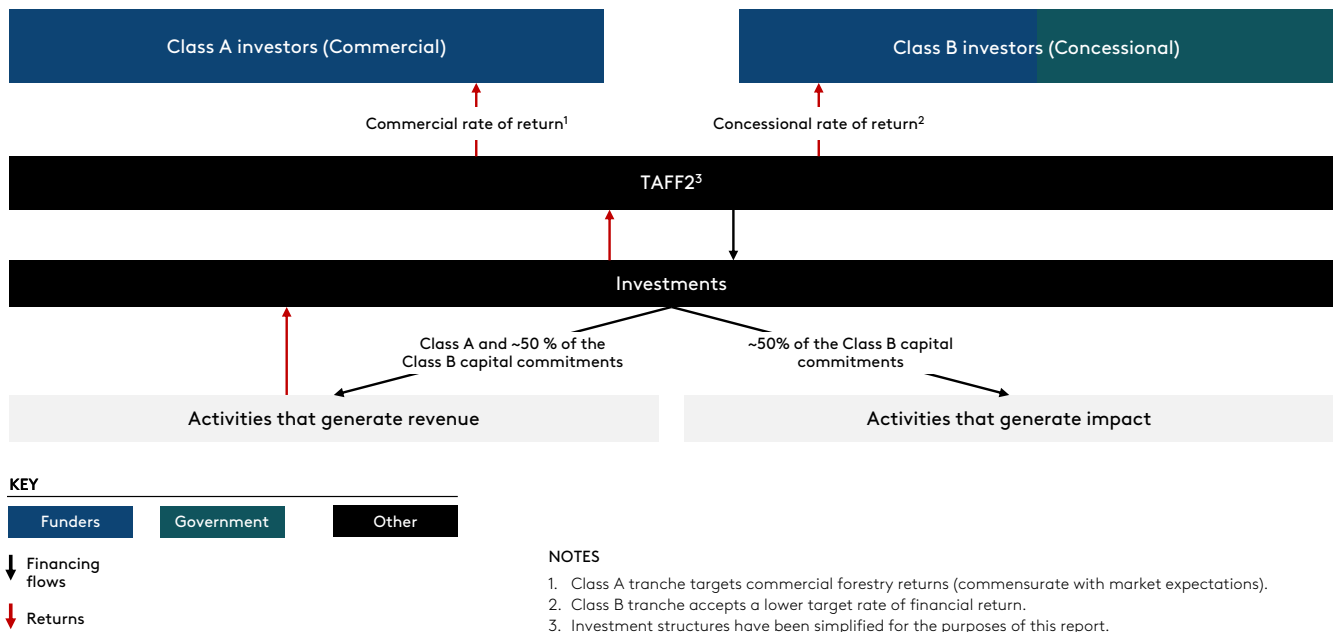 Class A investors (Commercial)
Class B investors (Concessional)
Commercial rate of return¹
Concessional rate of return²
TAFF2³
Investments
Class A and ~50 % of the
Class B capital commitments
~50% of the Class B capital
commitments
Activities that generate revenue
Activities that generate impact
KEY
Funders
Government
Other
Financing
flows
Returns
NOTES
1. Class A tranche targets commercial forestry returns (commensurate with market expectations).
2. Class B tranche accepts a lower target rate of financial return.
3. Investment structures have been simplified for the purposes of this report.